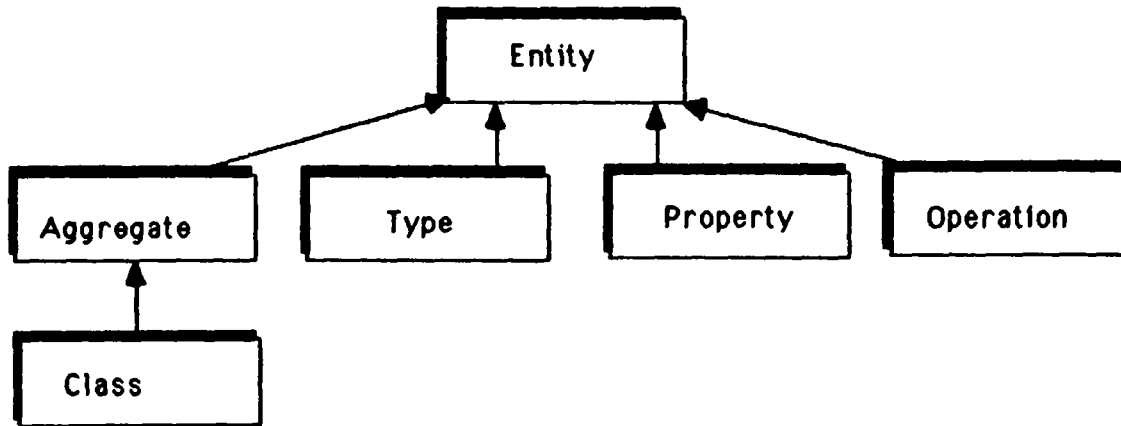 Entity
Aggregate
Type
Property
Operation
Class